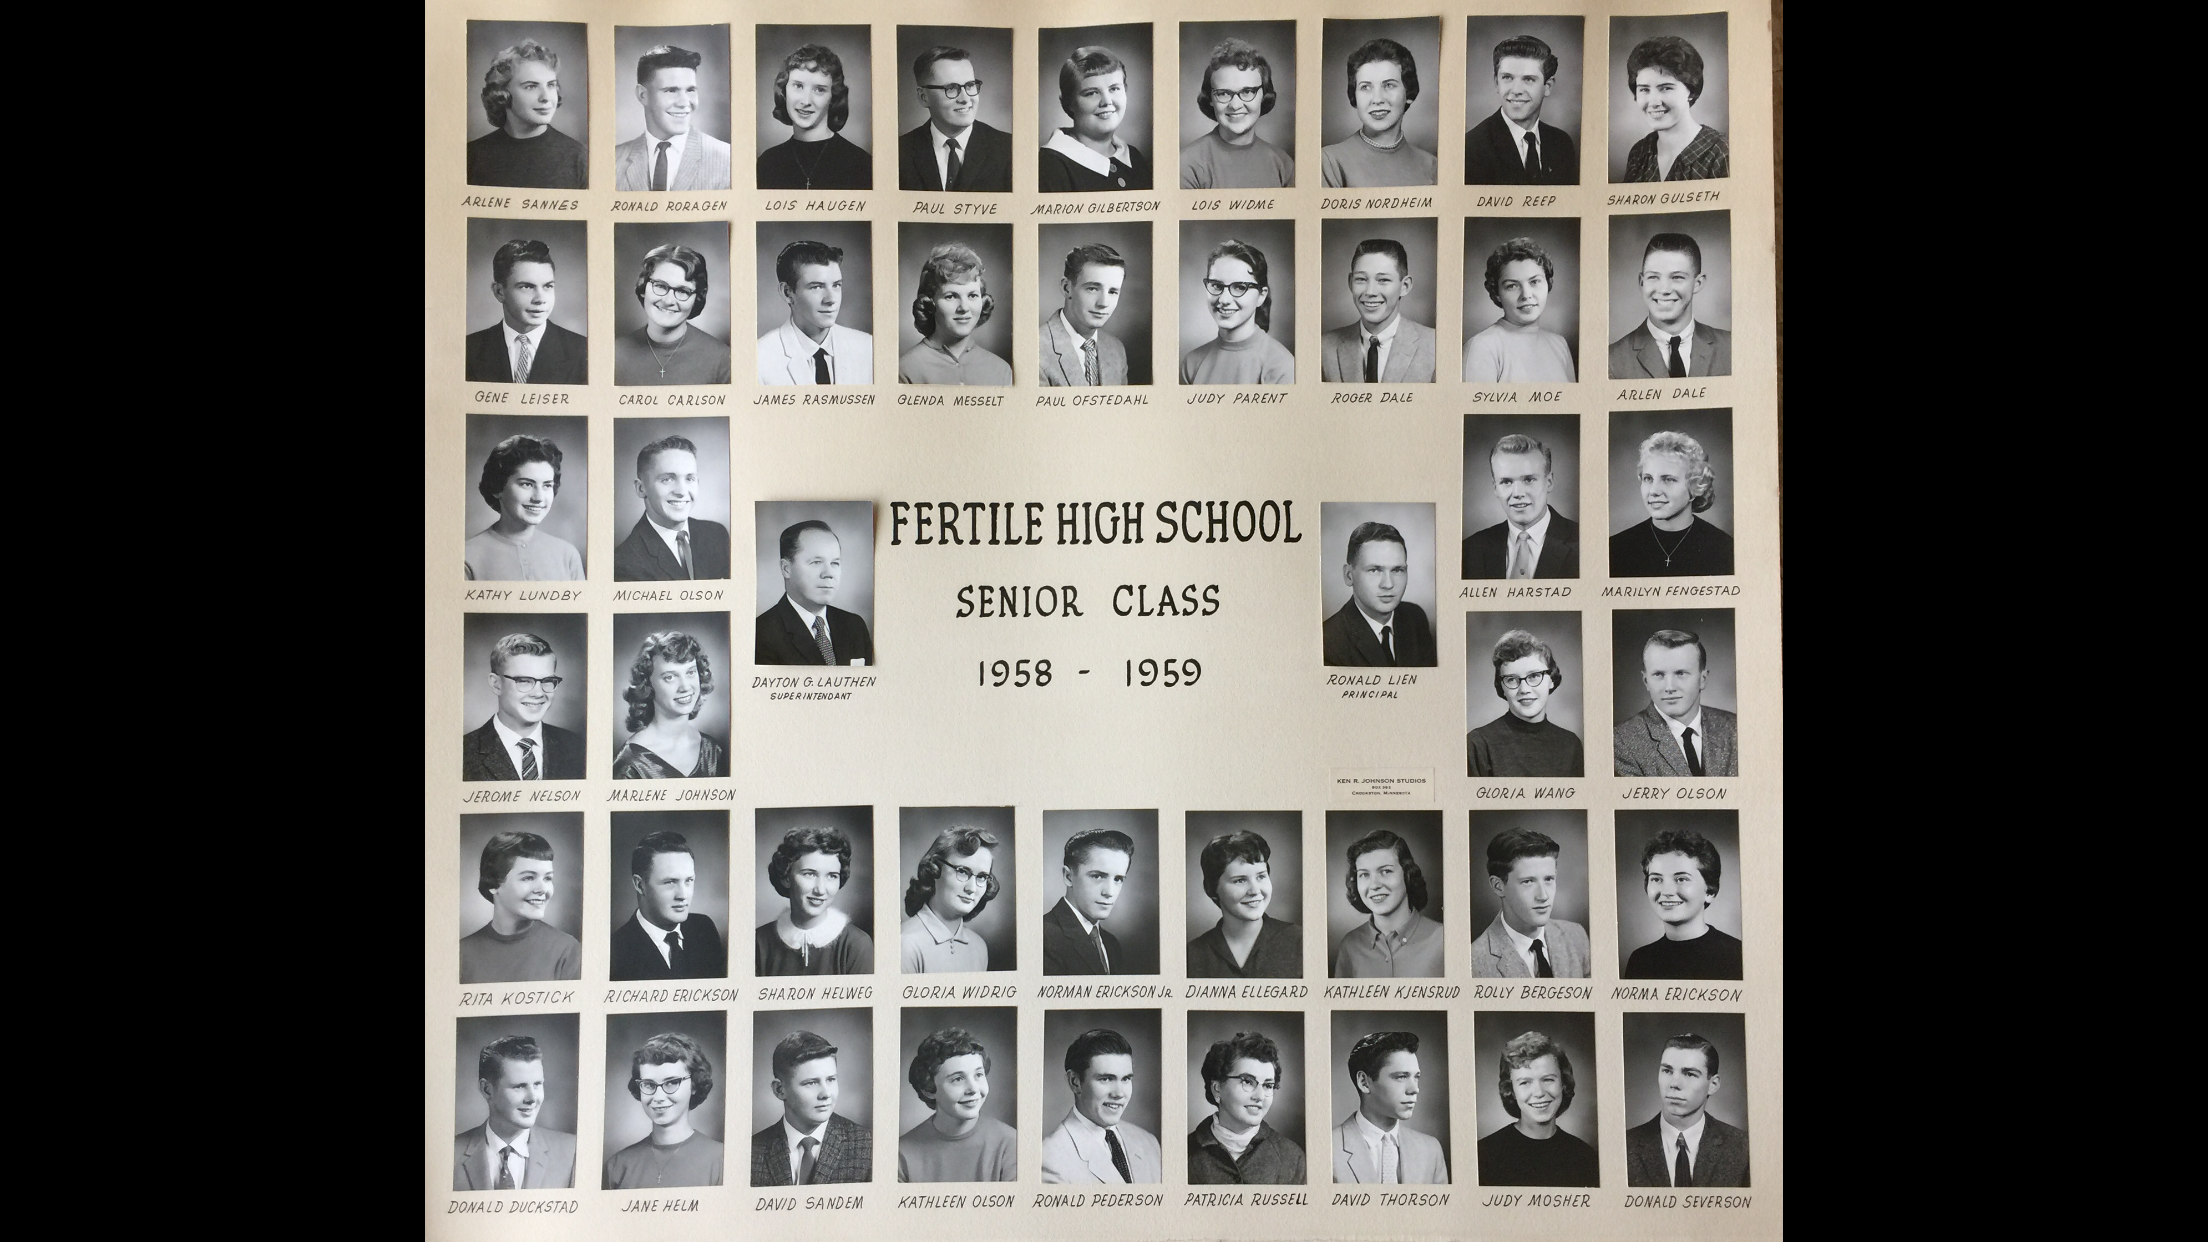 ARLENE SANNES
RONALD RORAGEN
LOIS HAUGEN
PAUL STYVE
MARION GILBERTSON
LOIS WIDME
DORIS NORDHEIM
DAVID REEP
SHARON GULSETH
GENE LEISER
CAROL CARLSON
JAMES RASMUSSEN
GLENDA MESSELT
PAUL OFSTEDAHL
JUDY PARENT
ROGER DALE
SYLVIA MOE
ARLEN DALE
KATHY LUNDBY
MICHAEL OLSON
ALLEN HARSTAD
MARILYN FENGESTAD
FERTILE HIGH SCHOOL
SENIOR CLASS
1958 - 1959
DAYTON G. LAUTHEN
SUPERINTENDANT
RONALD LIEN
PRINCIPAL
KEN R. JOHNSON STUDIOS
CROOKSTON, MINNESOTA
JEROME NELSON
MARLENE JOHNSON
GLORIA WANG
JERRY OLSON
RITA KOSTICK
RICHARD ERICKSON
SHARON HELWEG
GLORIA WIDRIG
NORMAN ERICKSON JR.
DIANNA ELLEGARD
KATHLEEN KJENSRUD
ROLLY BERGESON
NORMA ERICKSON
DONALD DUCKSTAD
JANE HELM
DAVID SANDEM
KATHLEEN OLSON
RONALD PEDERSON
PATRICIA RUSSELL
DAVID THORSON
JUDY MOSHER
DONALD SEVERSON